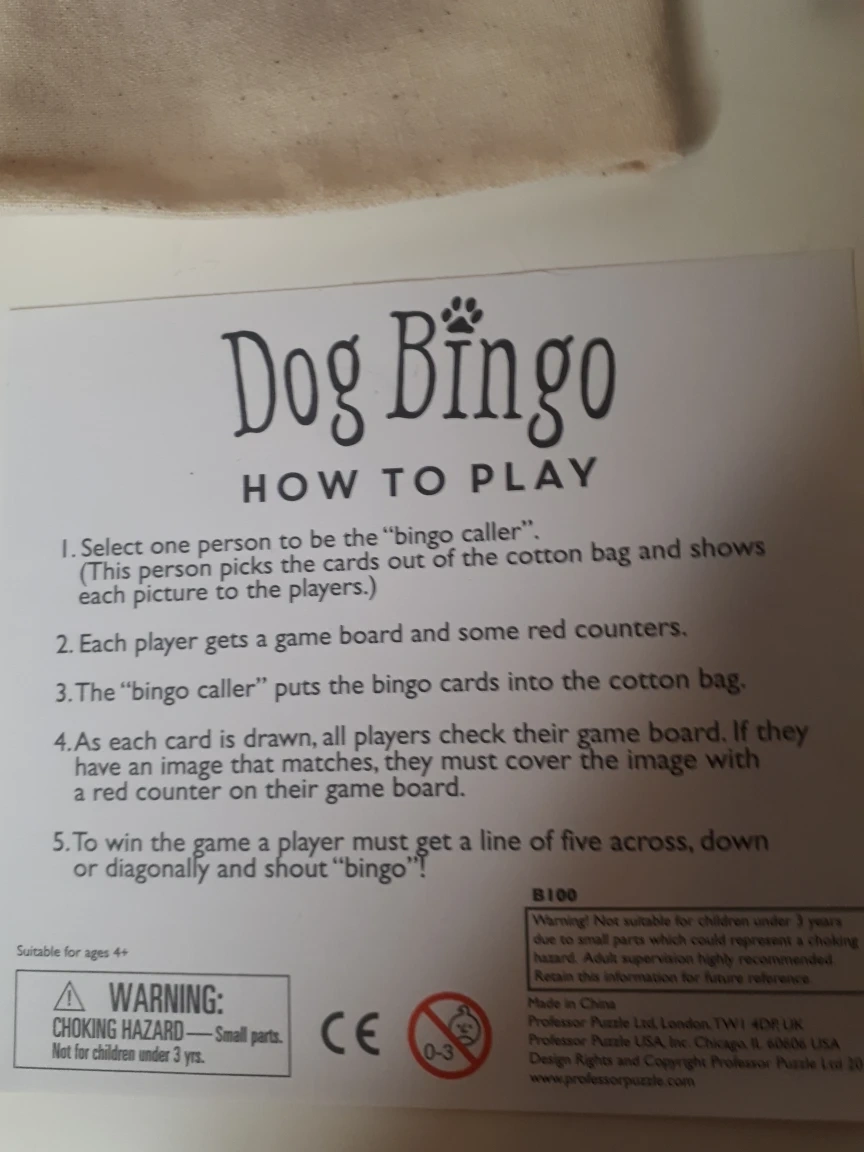 Dog Bingo
HOW TO PLAY
1. Select one person to be the “bingo caller”.
(This person picks the cards out of the cotton bag and shows
each picture to the players.)
2. Each player gets a game board and some red counters.
3. The “bingo caller” puts the bingo cards into the cotton bag.
4. As each card is drawn, all players check their game board. If they
have an image that matches, they must cover the image with
a red counter on their game board.
5. To win the game a player must get a line of five across, down
or diagonally and shout “bingo”!
B100
Warning! Not suitable for children under 3 years
due to small parts which could represent a choking
hazard. Adult supervision highly recommended.
Retain this information for future reference
Suitable for ages 4+
WARNING:
CHOKING HAZARD — Small parts.
Not for children under 3 yrs.
CE
0-3
Made in China
Professor Puzzle Ltd, London, TW1 4DP, UK
Professor Puzzle USA, Inc. Chicago, IL 60606 USA
Design Rights and Copyright Professor Puzzle Ltd 20
www.professorpuzzle.com